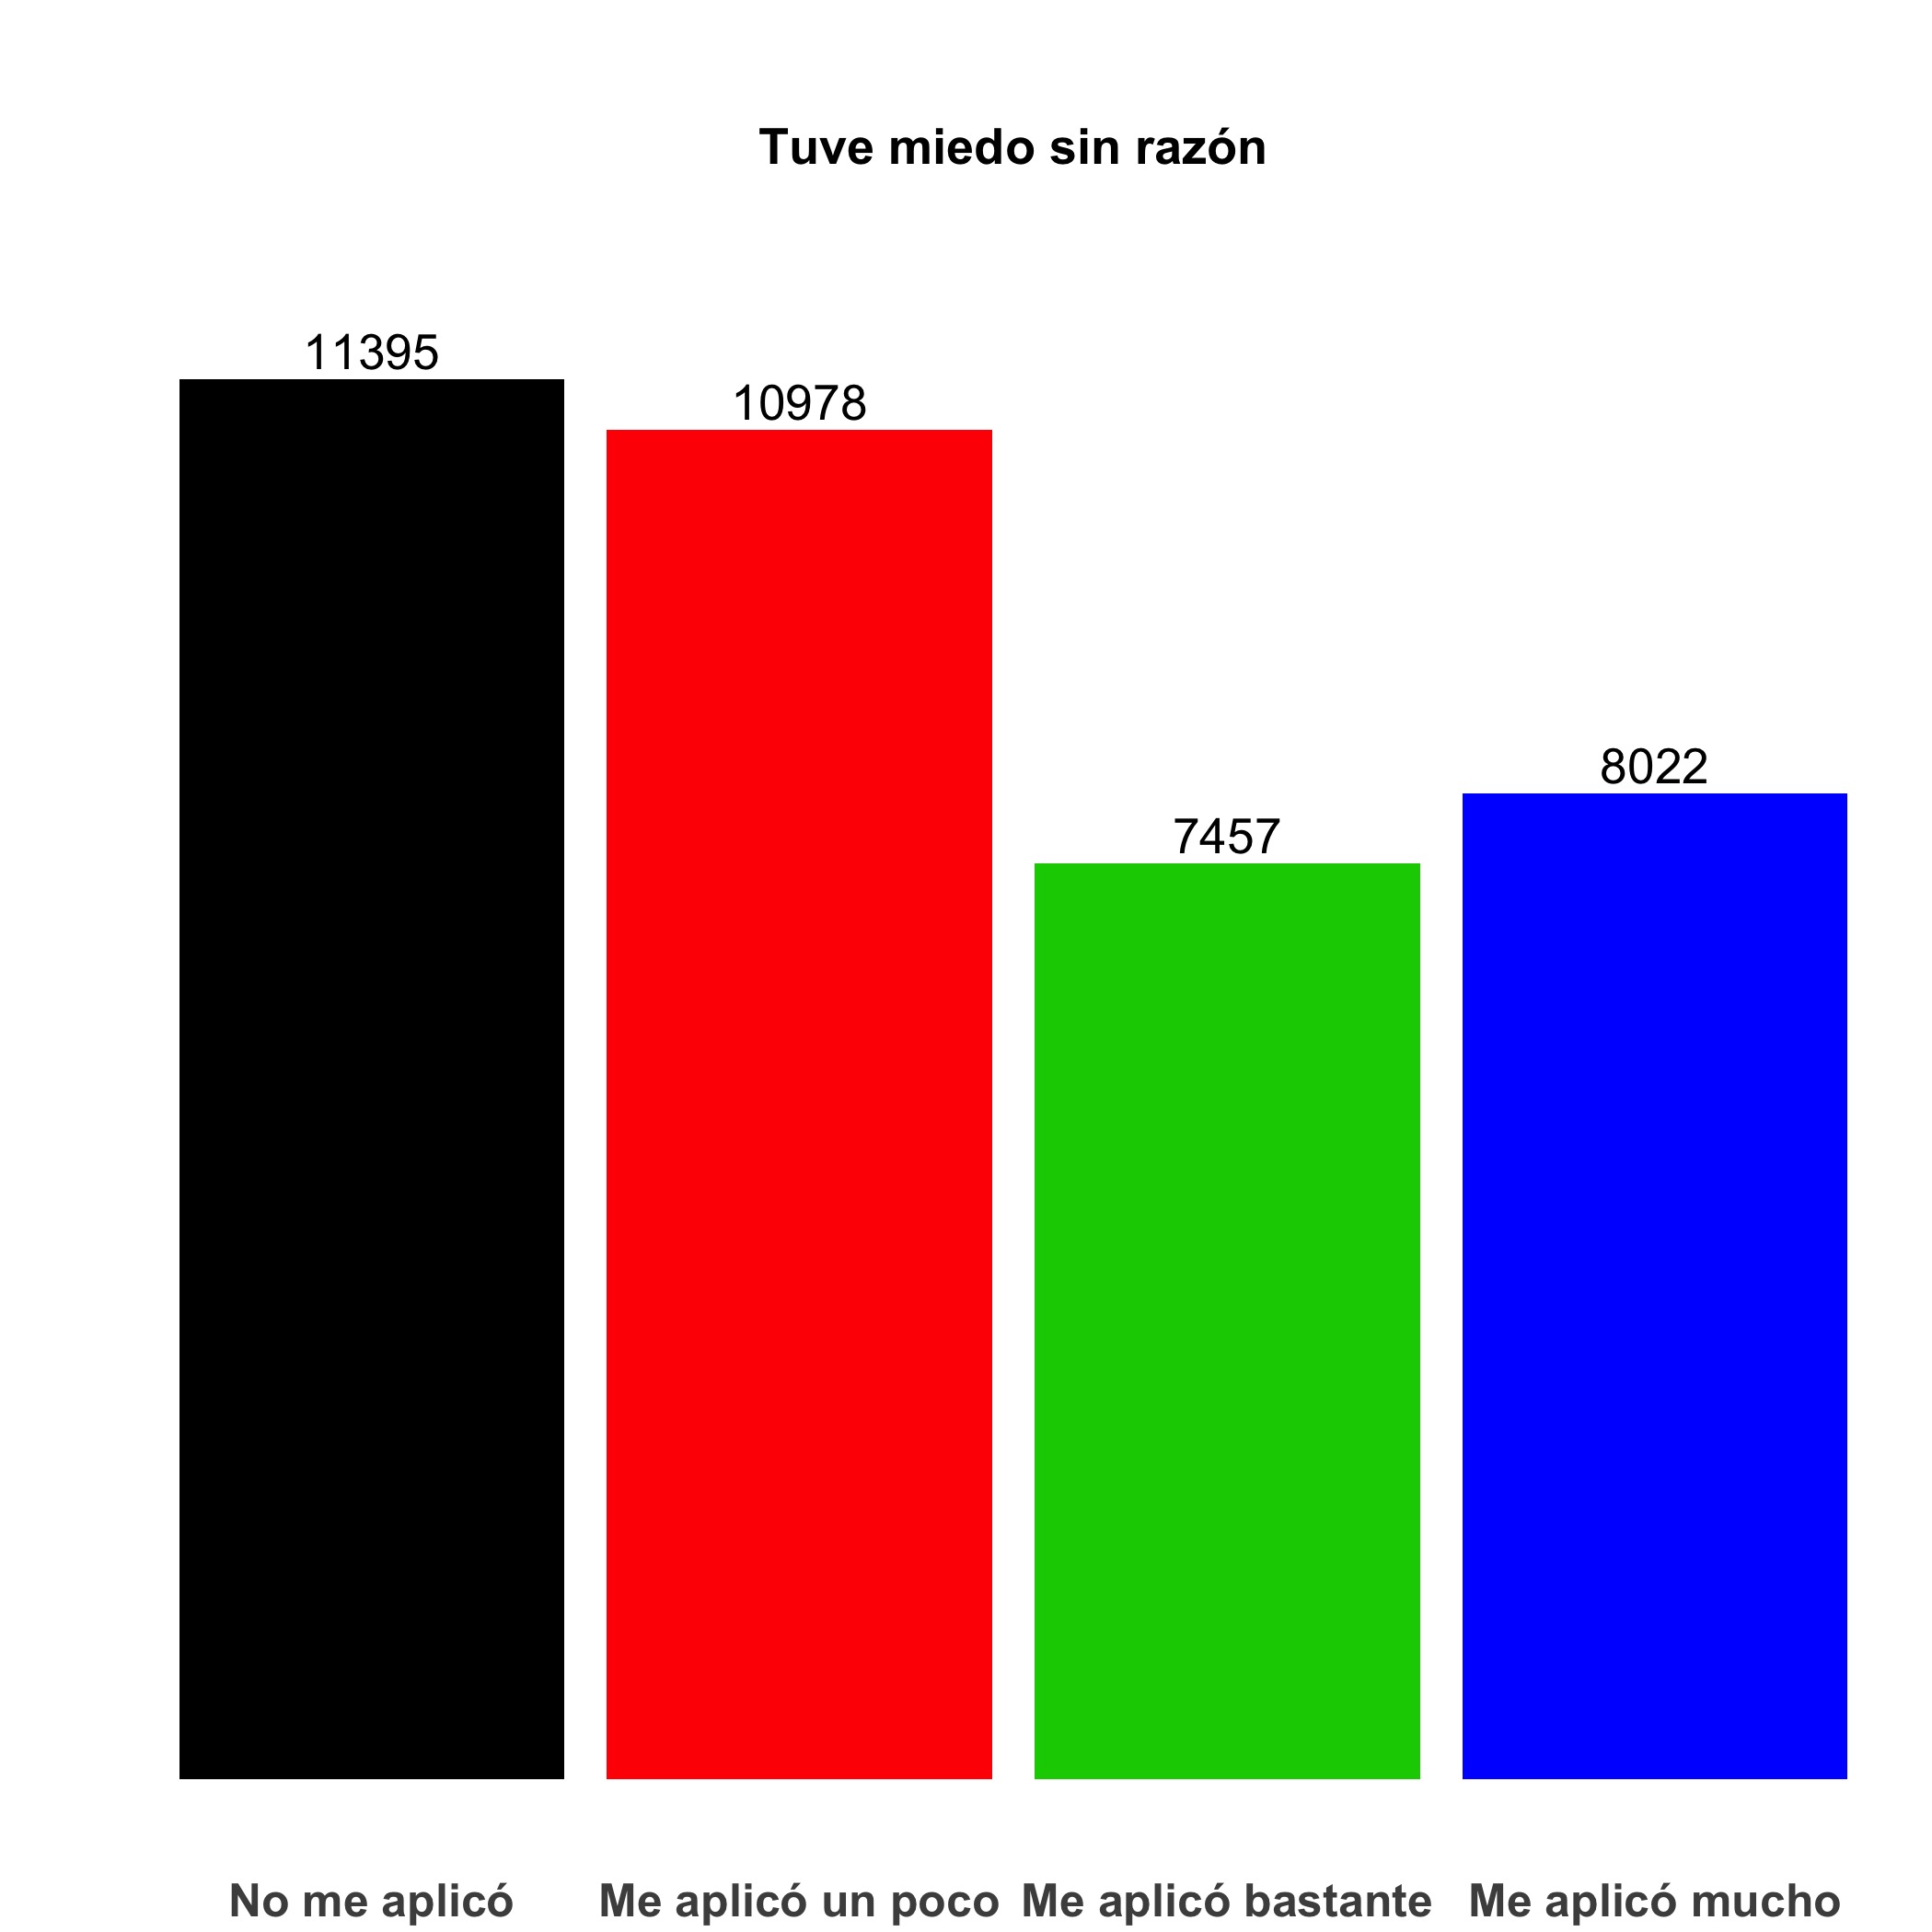 Tuve miedo sin razón
11395
10978
7457
8022
No me aplicó
Me aplicó un poco
Me aplicó bastante
Me aplicó mucho